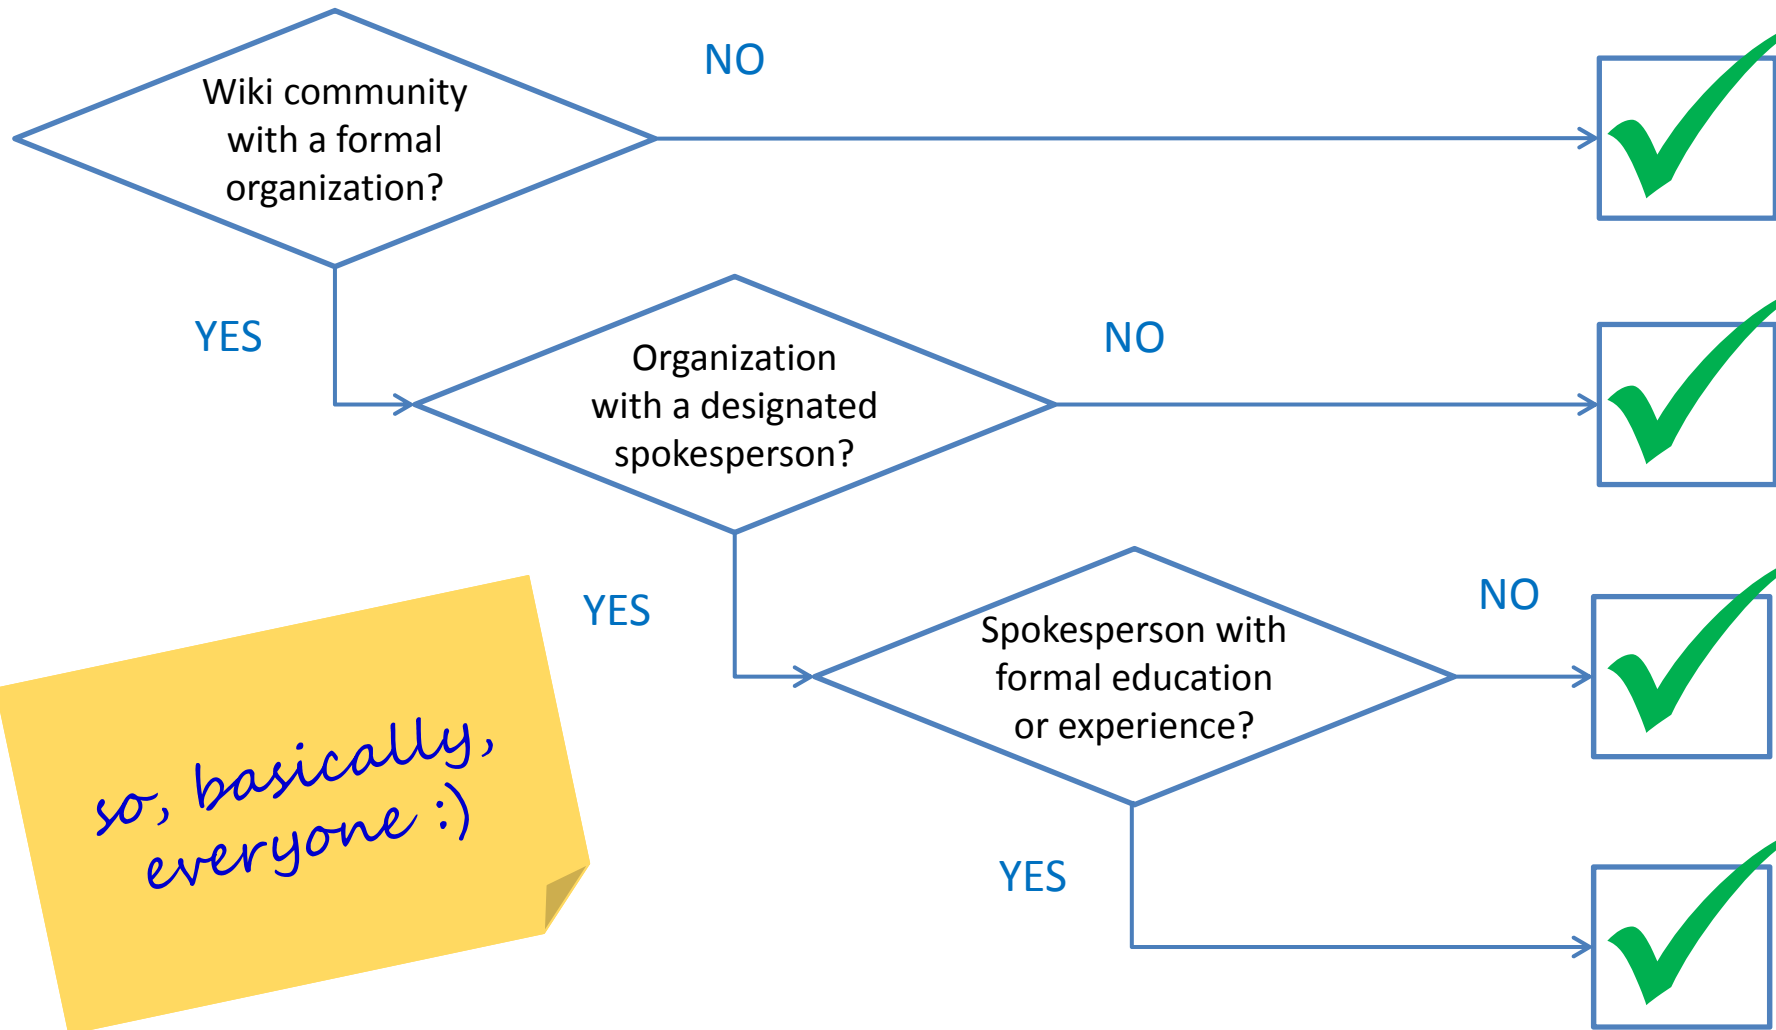 Wiki community
with a formal
organization?
NO
YES
Organization
with a designated
spokesperson?
NO
YES
Spokesperson with
formal education
or experience?
NO
YES
so, basically,
everyone :)